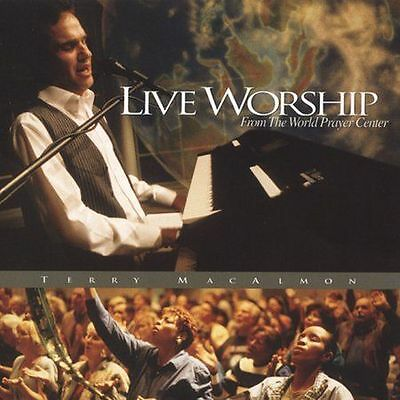 LIVE WORSHIP
From The World Prayer Center
TERRY MACALMON